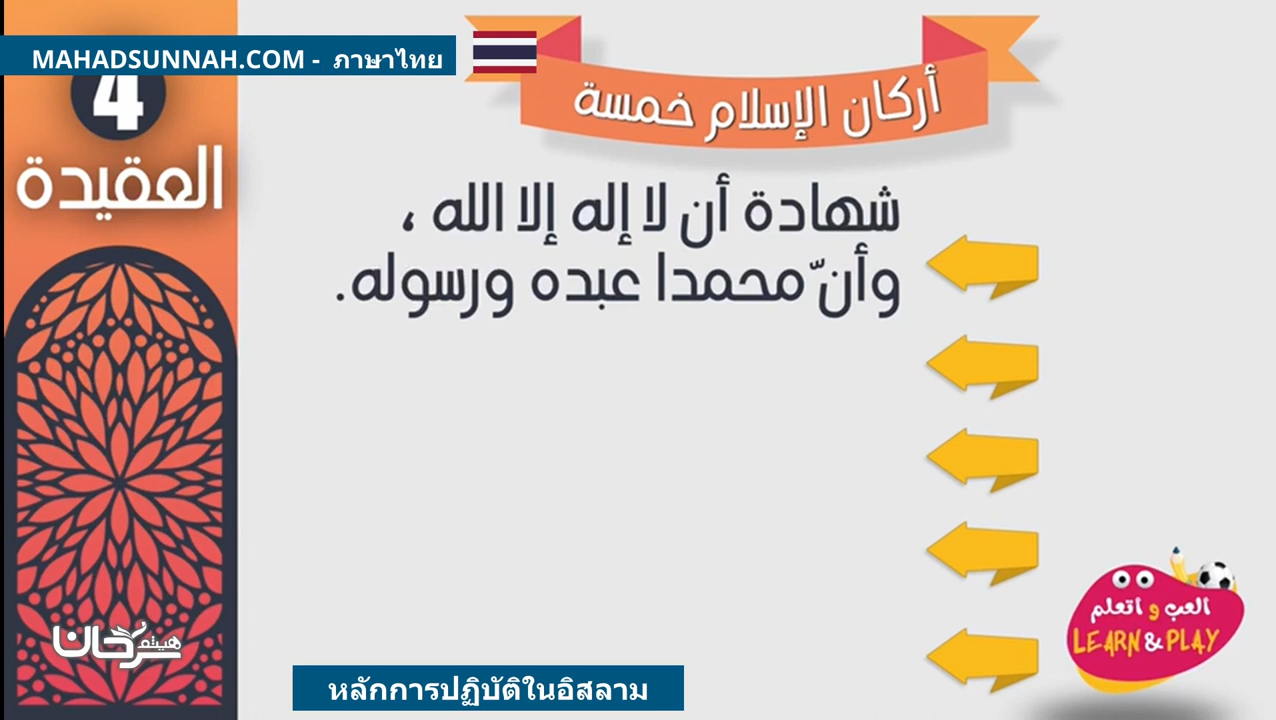 MAHADSUNNAH.COM - ภาษาไทย
4
العقيدة
أركان الإسلام خمسة
شهادة أن لا إله إلا الله ،
وأنّ محمدا عبده ورسوله.
هيثم سرحان
العب و اتعلم
LEARN & PLAY
หลักการปฏิบัติในอิสลาม